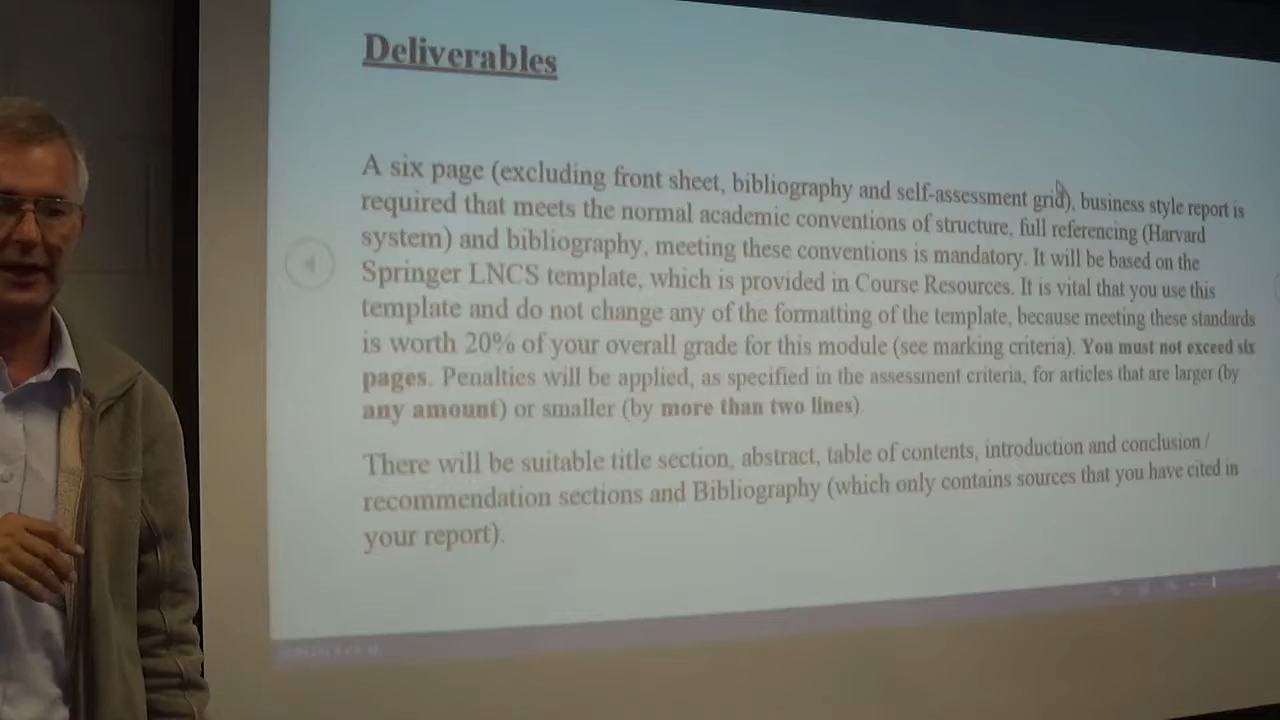 Deliverables
A six page (excluding front sheet, bibliography and self-assessment grid), business style report is
required that meets the normal academic conventions of structure, full referencing (Harvard
system) and bibliography, meeting these conventions is mandatory. It will be based on the
Springer LNCS template, which is provided in Course Resources. It is vital that you use this
template and do not change any of the formatting of the template, because meeting these standards
is worth 20% of your overall grade for this module (see marking criteria). You must not exceed six
pages. Penalties will be applied, as specified in the assessment criteria, for articles that are larger (by
any amount) or smaller (by more than two lines).
There will be suitable title section, abstract, table of contents, introduction and conclusion /
recommendation sections and Bibliography (which only contains sources that you have cited in
your report).